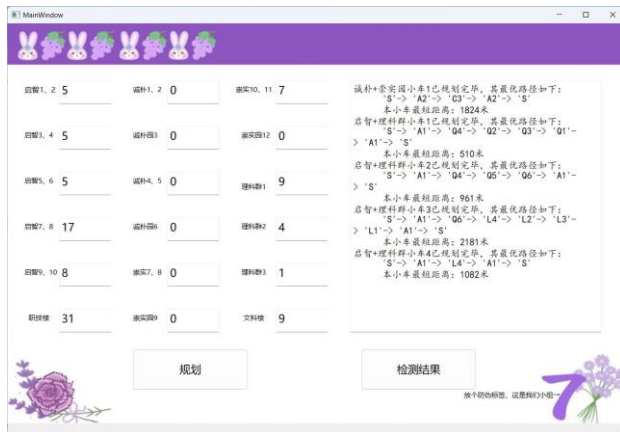 MainWindow
启智1、2 5 诚朴1、2 0 崇实10、11 7
启智3、4 5 诚朴园3 0 崇实园12 0
启智5、6 5 诚朴4、5 0 理科群1 9
启智7、8 17 诚朴园6 0 理科群2 4
启智9、10 8 崇实7、8 0 理科群3 1
职技楼 31 崇实园9 0 文科楼 9
诚朴+崇实园小车1已规划完毕，其最优路径如下：
'S'-> 'A2'-> 'C3'-> 'A2'-> 'S'
本小车最短距离：1824米
启智+理科群小车1已规划完毕，其最优路径如下：
'S'-> 'A1'-> 'Q4'-> 'Q2'-> 'Q3'-> 'Q1'-
> 'A1'-> 'S'
本小车最短距离：510米
启智+理科群小车2已规划完毕，其最优路径如下：
'S'-> 'A1'-> 'Q4'-> 'Q5'-> 'Q6'-> 'A1'-
> 'S'
本小车最短距离：961米
启智+理科群小车3已规划完毕，其最优路径如下：
'S'-> 'A1'-> 'Q6'-> 'L4'-> 'L2'-> 'L3'-
> 'L1'-> 'A1'-> 'S'
本小车最短距离：2181米
启智+理科群小车4已规划完毕，其最优路径如下：
'S'-> 'A1'-> 'L4'-> 'A1'-> 'S'
本小车最短距离：1082米
规划
检测结果
放个防伪标签，这是我们小组→
7